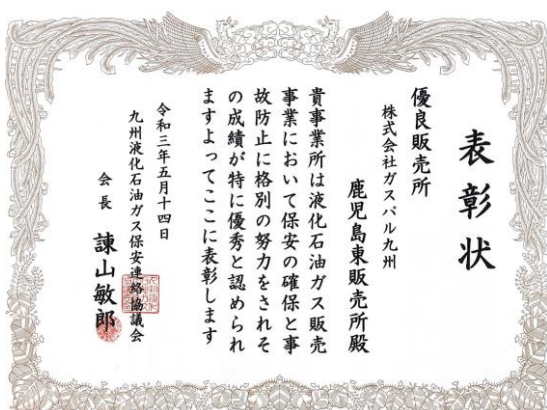 表彰状
優良販売所
株式会社ガスパル九州
鹿児島東販売所殿
貴事業所は液化石油ガス販売
事業において保安の確保と事
故防止に格別の努力をされそ
の成績が特に優秀と認められ
ますよってここに表彰します
令和三年五月十四日
九州液化石油ガス保安連絡協議会
会長 諌山敏郎